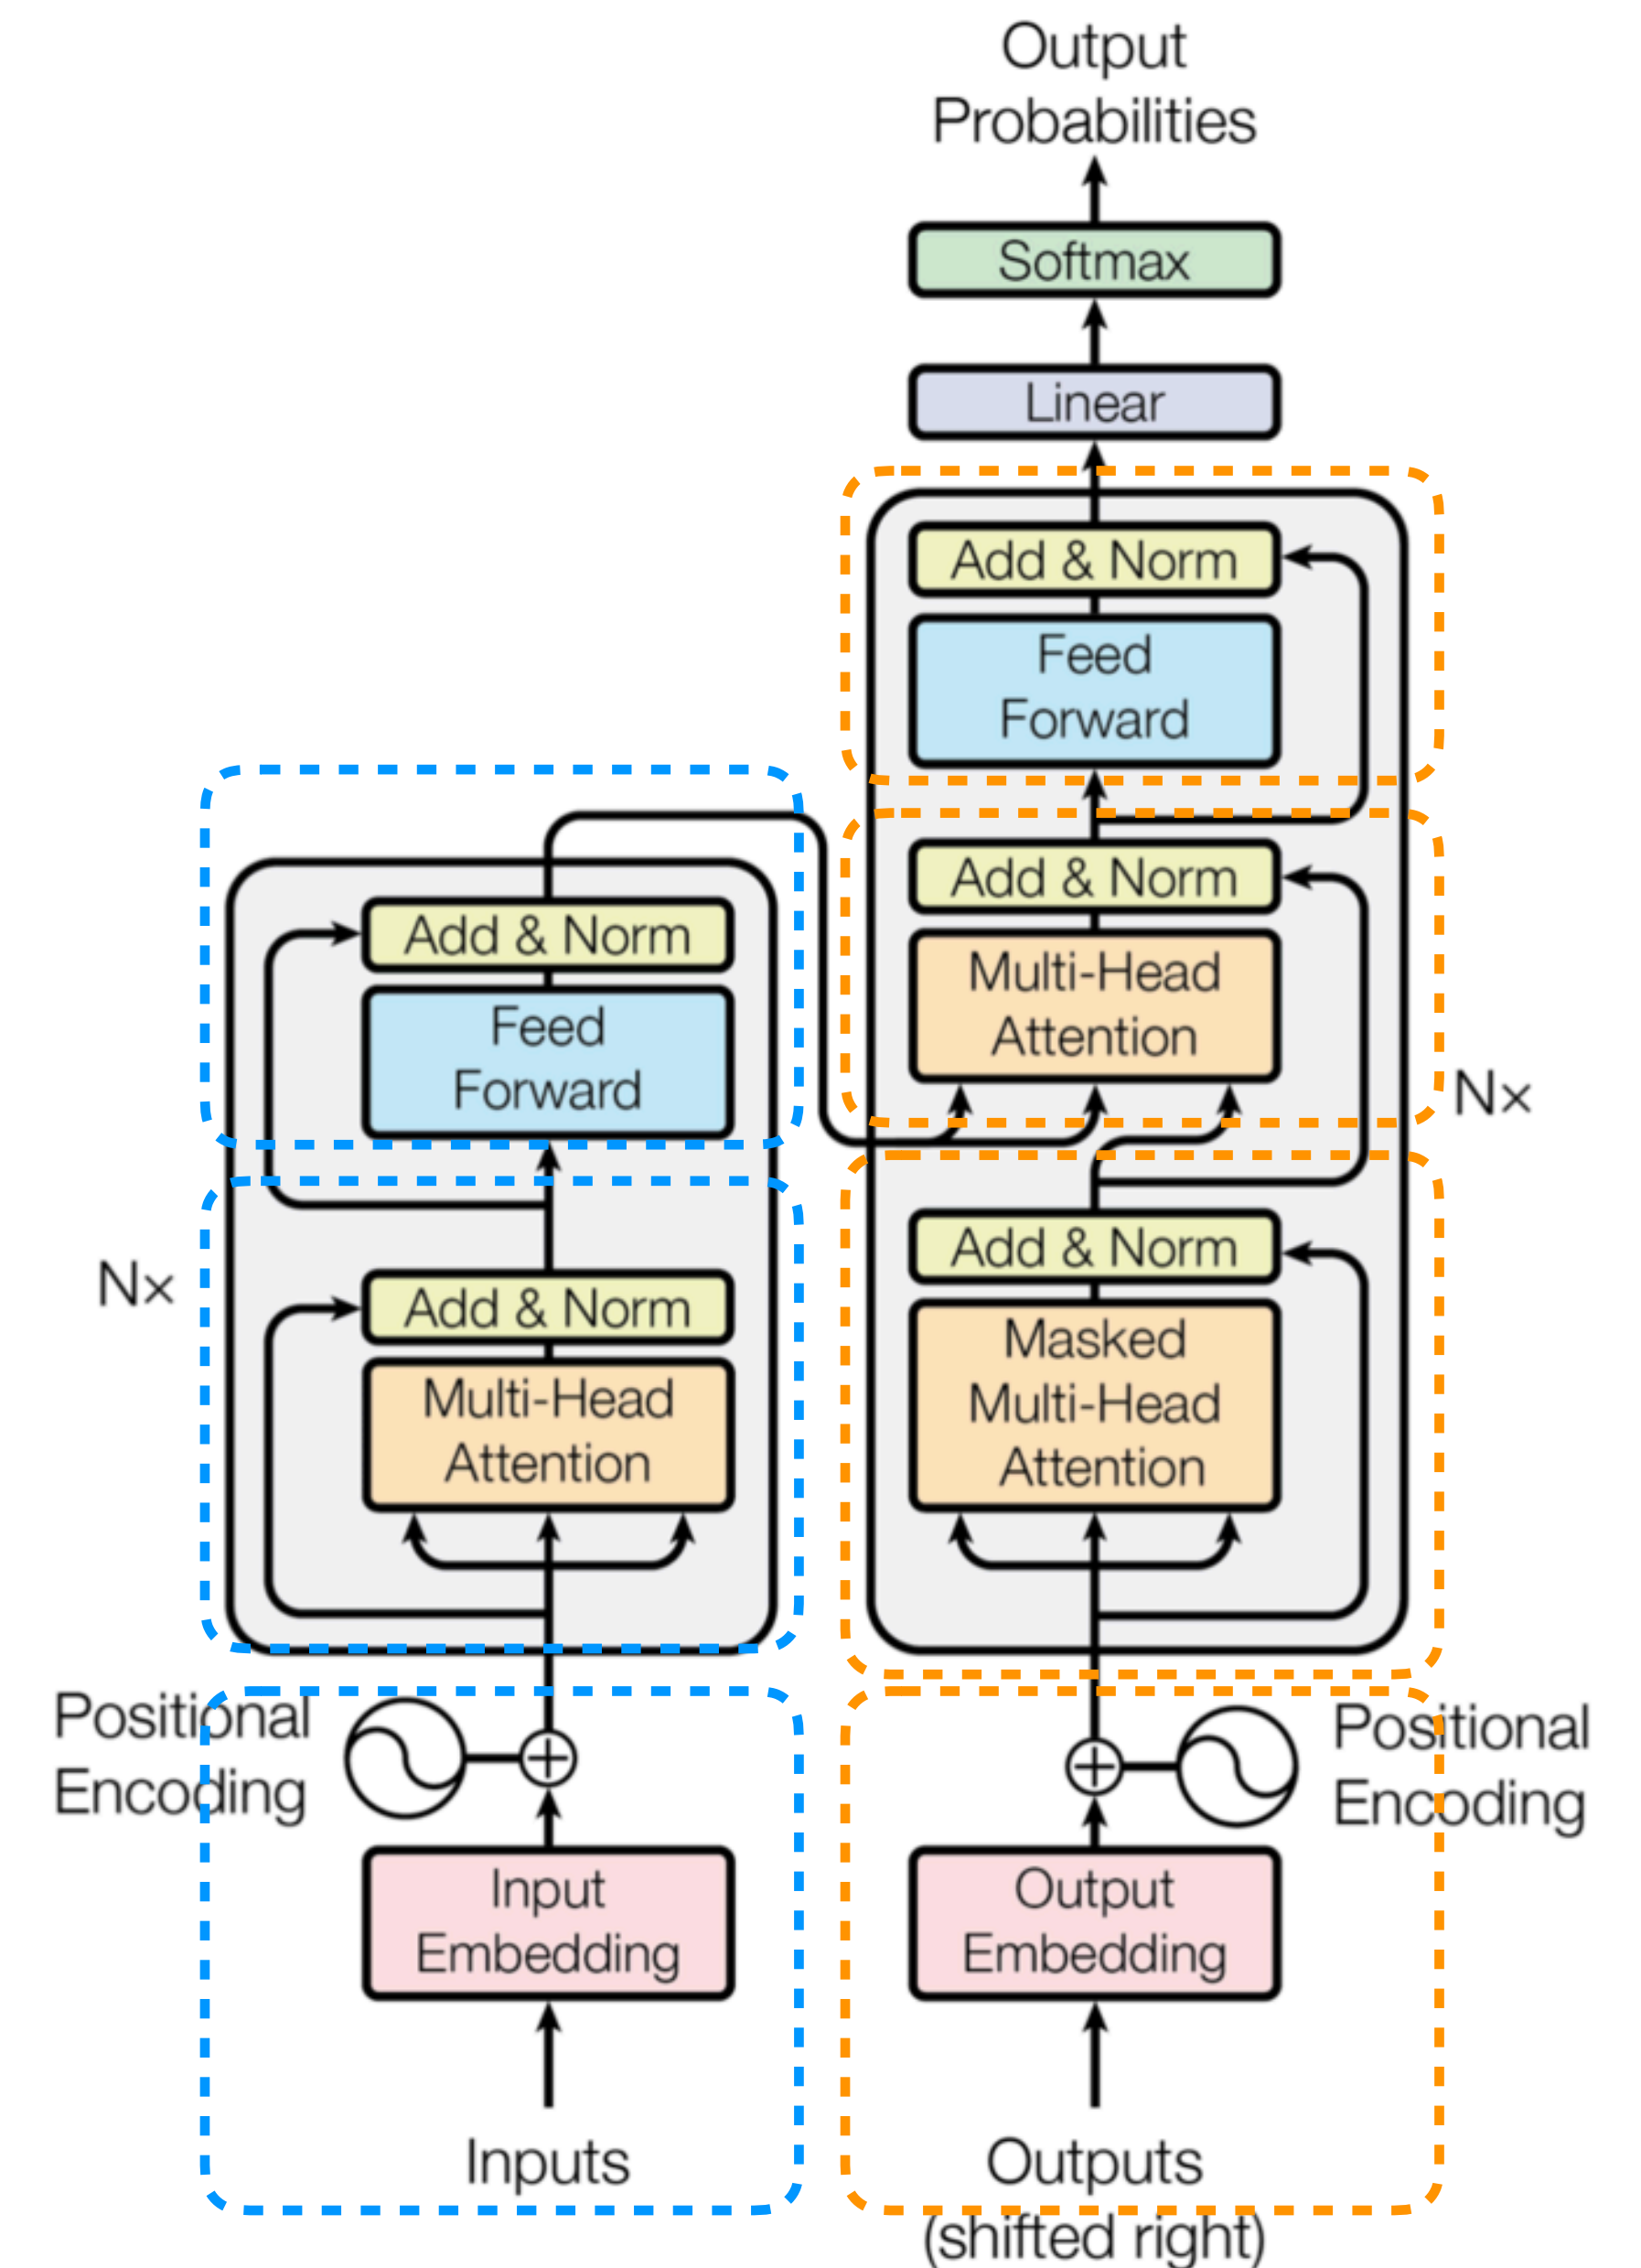 Output
Probabilities
Softmax
Linear
Add & Norm
Feed
Forward
Add & Norm
Multi-Head
Attention
N×
Add & Norm
Masked
Multi-Head
Attention
Add & Norm
Feed
Forward
N×
Add & Norm
Multi-Head
Attention
Positional
Encoding
Positional
Encoding
Input
Embedding
Output
Embedding
Inputs
Outputs
(shifted right)